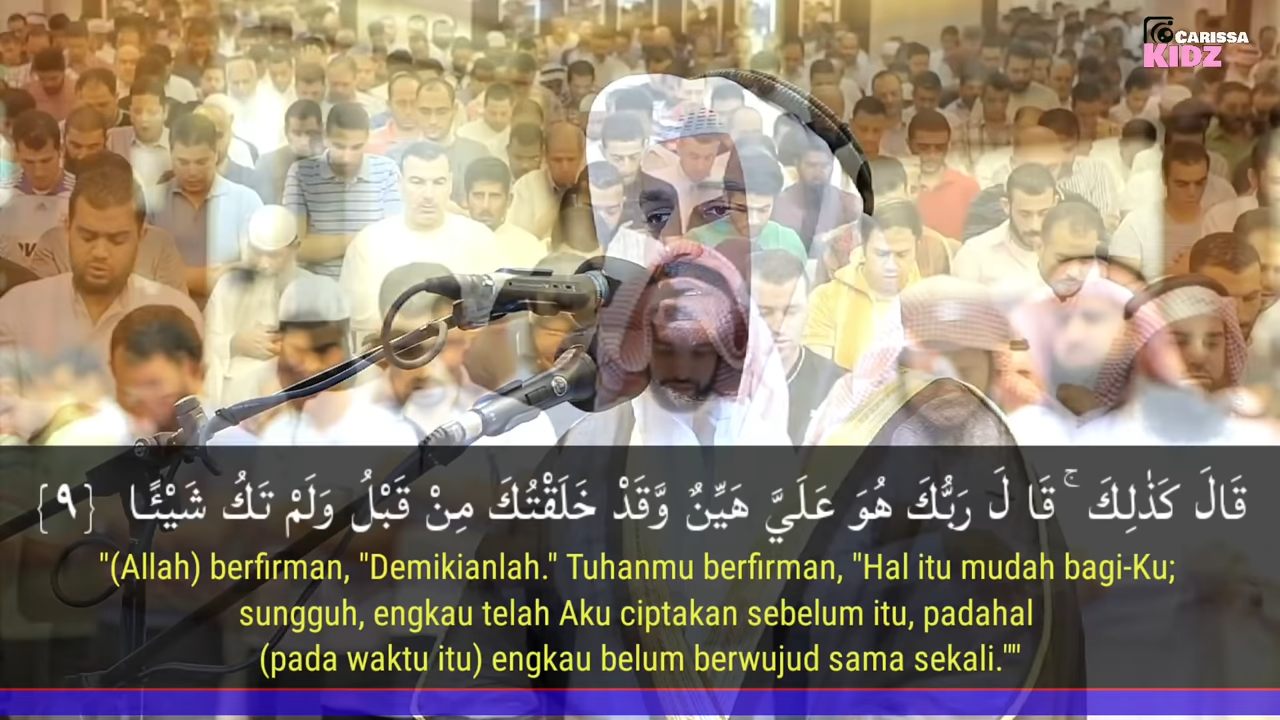 CARISSA
KIDZ
قَالَ كَذٰلِكَ ۚ قَا لَ رَبُّكَ هُوَ عَلَيَّ هَيِّنٌ وَّقَدْ خَلَقْتُكَ مِنْ قَبْلُ وَلَمْ تَكُ شَيْئًـا {٩}
"(Allah) berfirman, "Demikianlah." Tuhanmu berfirman, "Hal itu mudah bagi-Ku;
sungguh, engkau telah Aku ciptakan sebelum itu, padahal
(pada waktu itu) engkau belum berwujud sama sekali.""